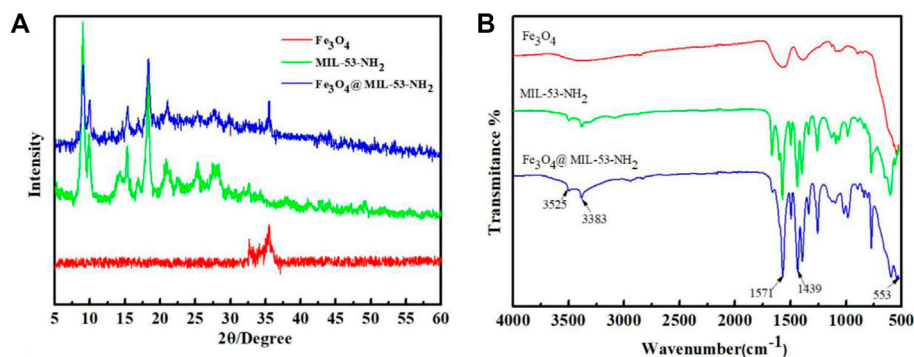 A
Fe3O4
MIL-53-NH2
Fe3O4@MIL-53-NH2
Intensity
5 10 15 20 25 30 35 40 45 50 55 60
2θ/Degree
B
Fe3O4
MIL-53-NH2
Fe3O4@MIL-53-NH2
3525
3383
1571
1439
553
Transmitance %
4000 3500 3000 2500 2000 1500 1000 500
Wavenumber(cm-1)